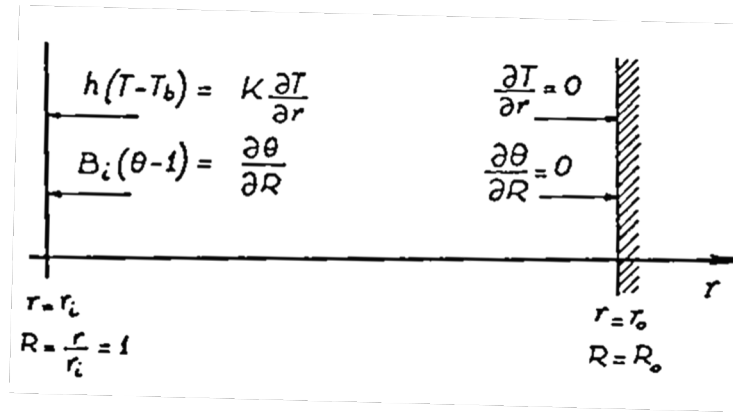 h(T-T_b) = K ∂T/∂r
∂T/∂r = 0
B_i(θ-1) = ∂θ/∂R
∂θ/∂R = 0
r
r = r_i
r = r_o
R = r/r_i = 1
R = R_o